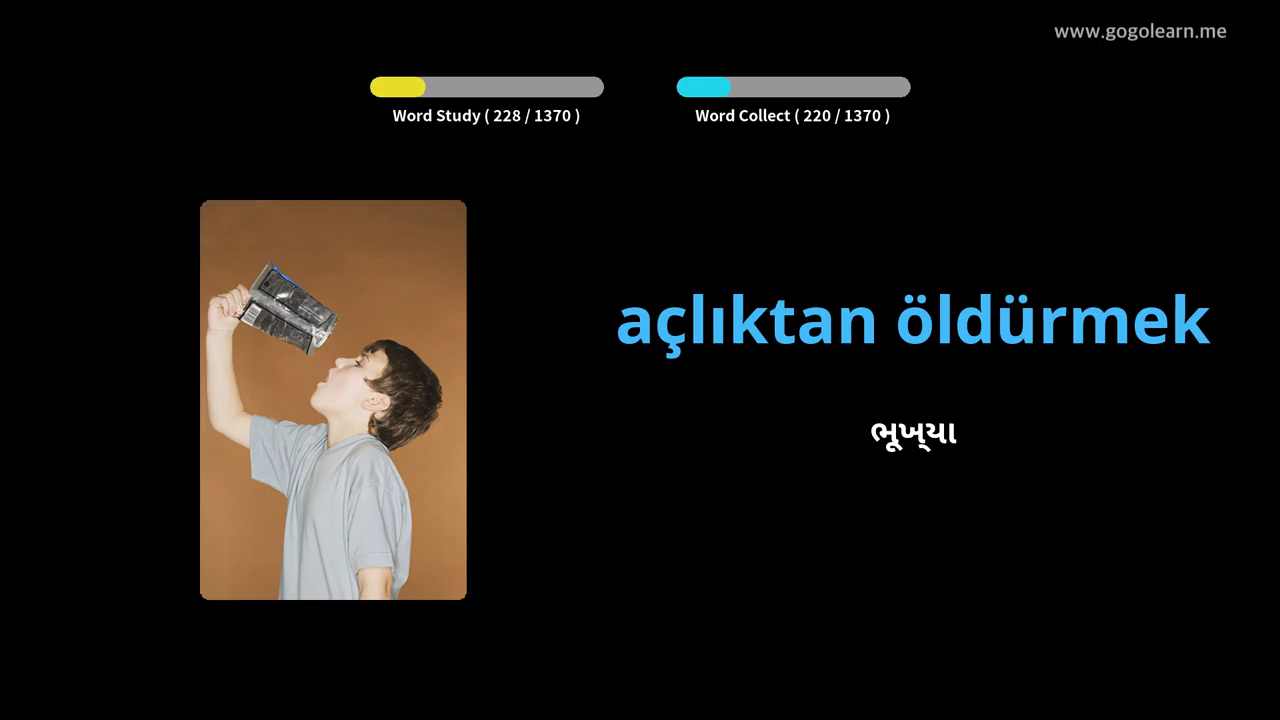 www.gogolearn.me
Word Study ( 228 / 1370 )
Word Collect ( 220 / 1370 )
açlıktan öldürmek
ભૂખ્યા